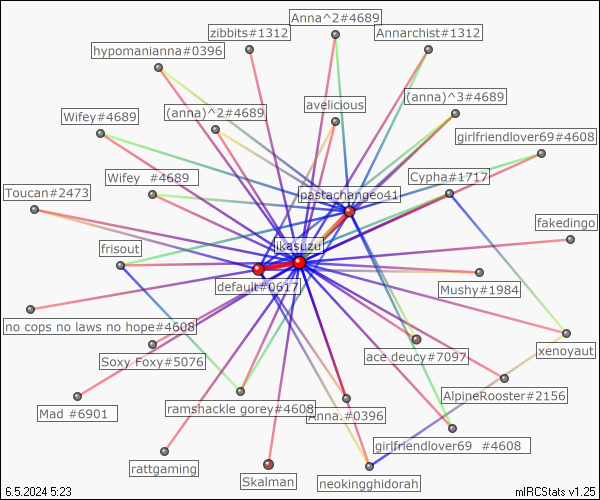 Anna^2#4689
zibbits#1312
Annarchist#1312
hypomanianna#0396
avelicious
(anna)^3#4689
Wifey#4689
(anna)^2#4689
girlfriendlover69#4608
Wifey  #4689
Cypha#1717
Toucan#2473
pastachangeo41
fakedingo
frisout
ikasuzu
default#0617
Mushy#1984
no cops no laws no hope#4608
Soxy Foxy#5076
ace deucy#7097
xenoyaut
AlpineRooster#2156
Mad #6901
ramshackle gorey#4608
Anna.#0396
girlfriendlover69  #4608
rattgaming
Skalman
neokingghidorah
6.5.2024 5:23
mIRCStats v1.25